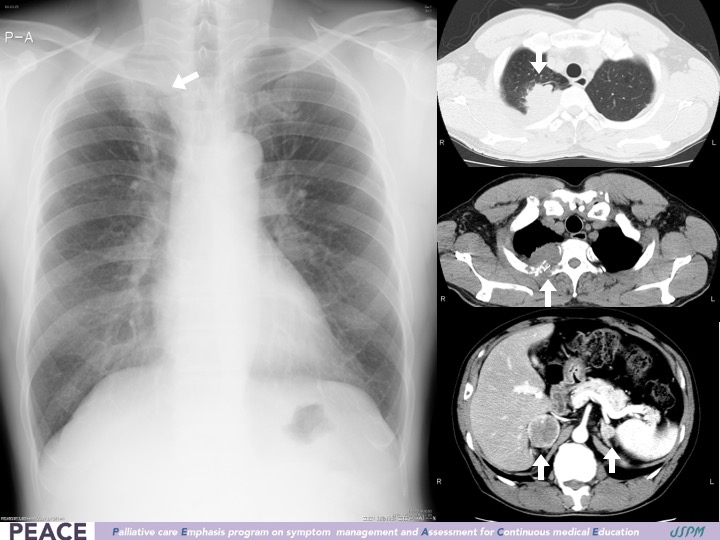 P-A
R
L
R
L
R
L
PEACE
Palliative care Emphasis program on symptom management and Assessment for Continuous medical Education
JSPM